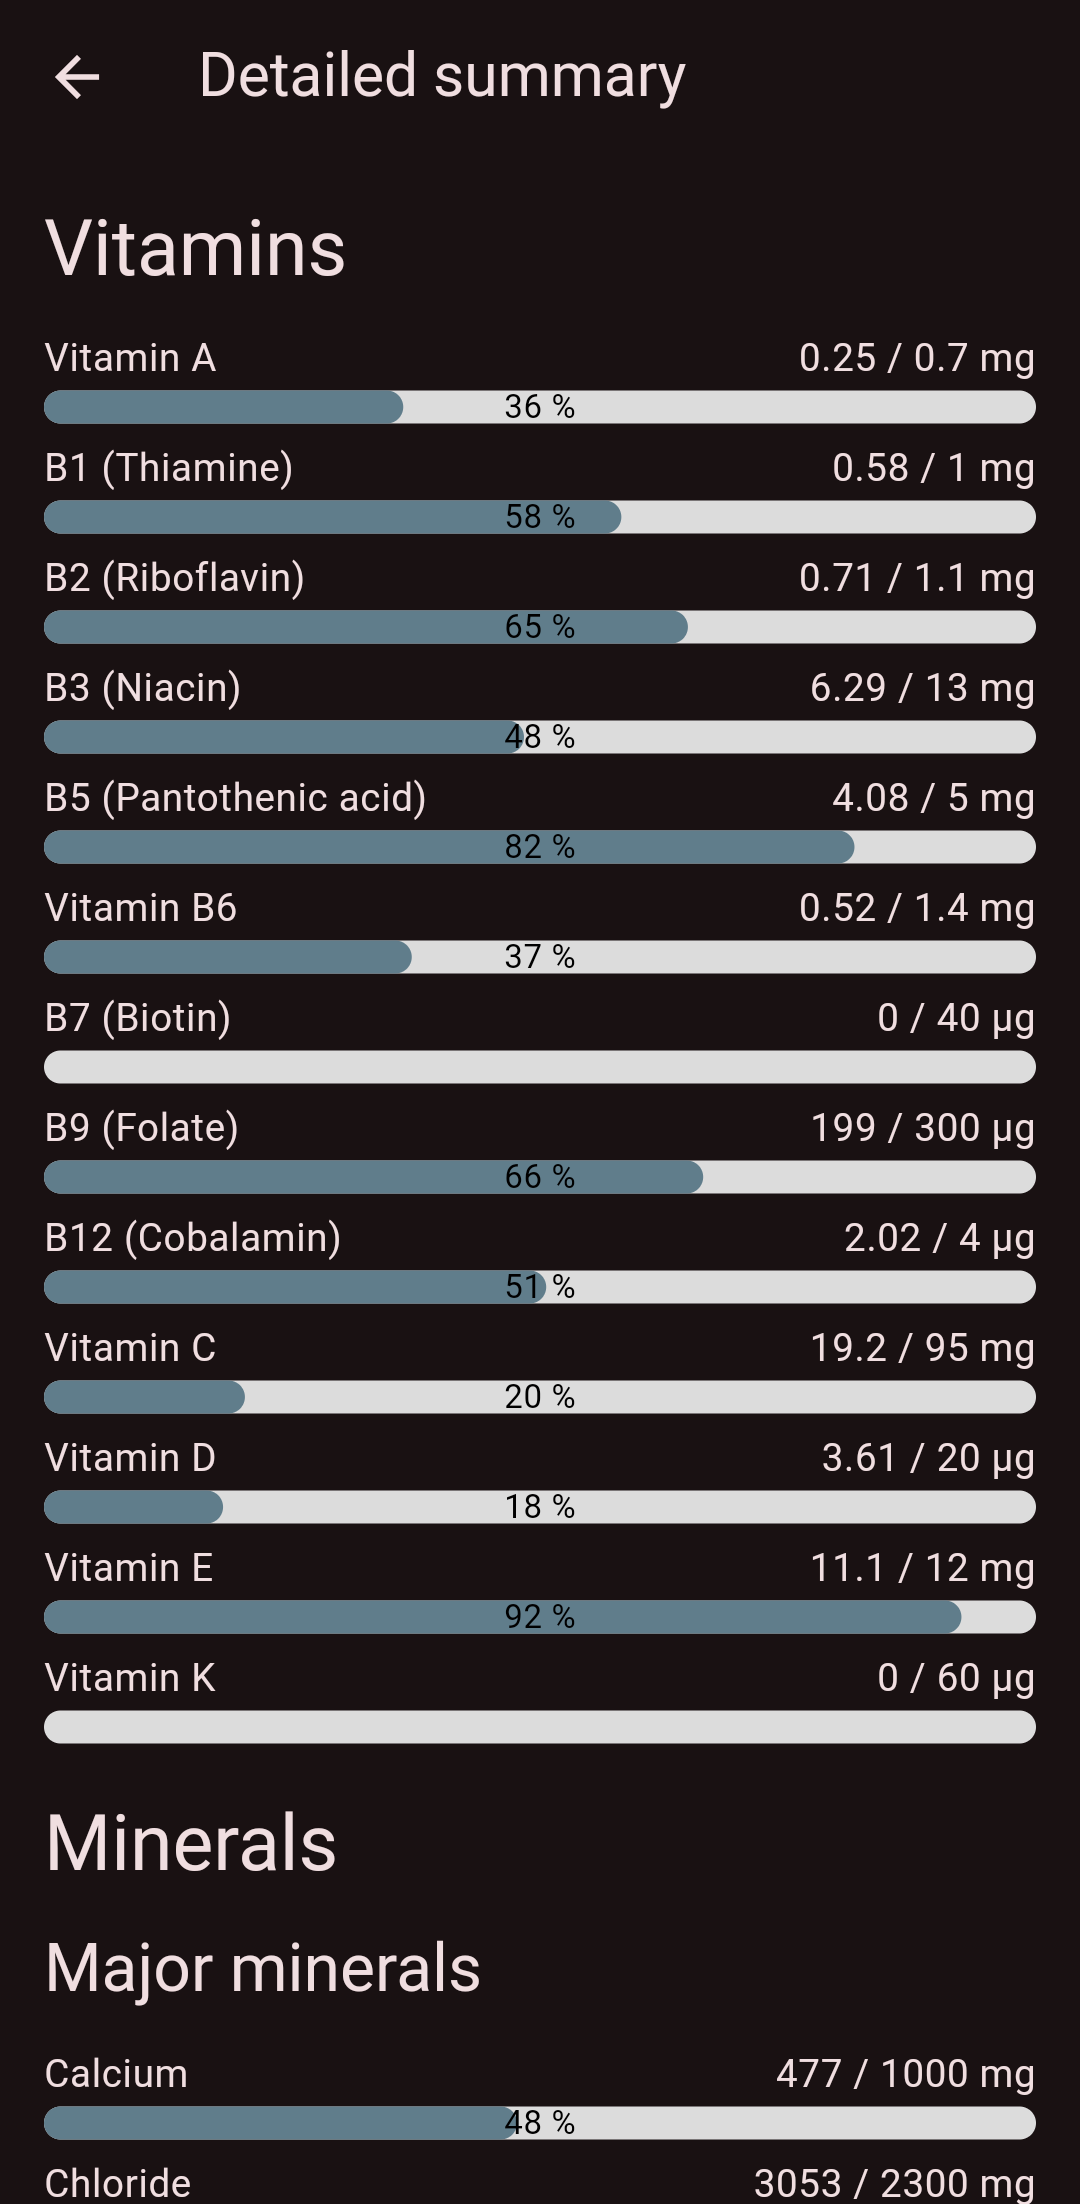 Detailed summary
Vitamins
Vitamin A 0.25 / 0.7 mg
36 %
B1 (Thiamine) 0.58 / 1 mg
58 %
B2 (Riboflavin) 0.71 / 1.1 mg
65 %
B3 (Niacin) 6.29 / 13 mg
48 %
B5 (Pantothenic acid) 4.08 / 5 mg
82 %
Vitamin B6 0.52 / 1.4 mg
37 %
B7 (Biotin) 0 / 40 µg
B9 (Folate) 199 / 300 µg
66 %
B12 (Cobalamin) 2.02 / 4 µg
51 %
Vitamin C 19.2 / 95 mg
20 %
Vitamin D 3.61 / 20 µg
18 %
Vitamin E 11.1 / 12 mg
92 %
Vitamin K 0 / 60 µg
Minerals
Major minerals
Calcium 477 / 1000 mg
48 %
Chloride 3053 / 2300 mg